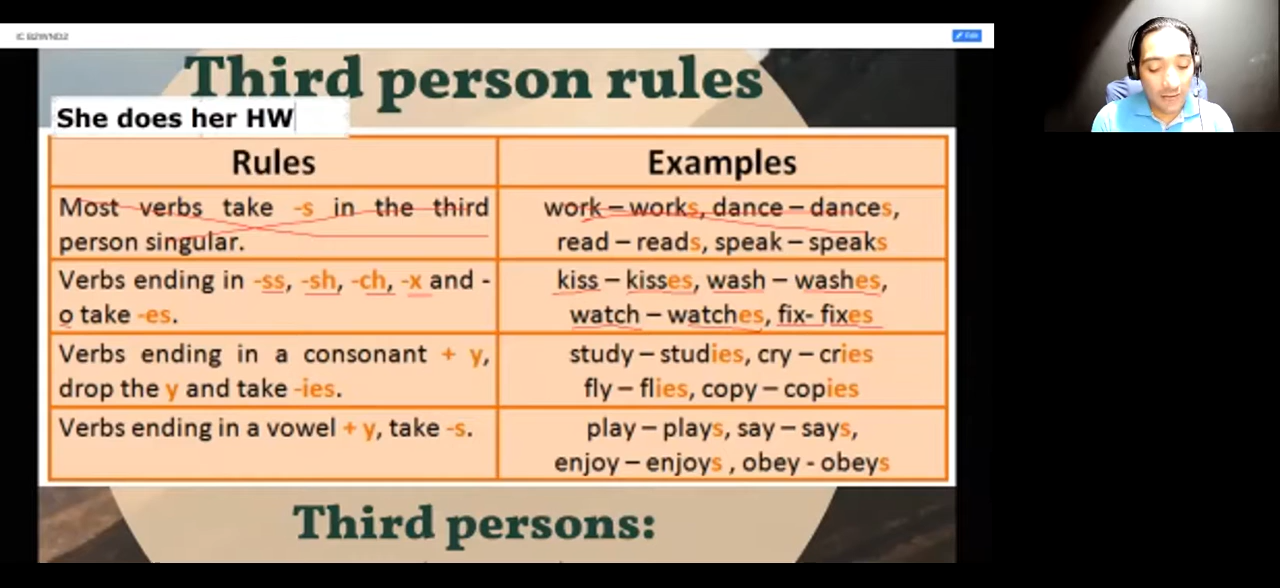 Third person rules
She does her HW
Rules
Examples
Most verbs take -s in the third
person singular.
work – works, dance – dances,
read – reads, speak – speaks
Verbs ending in -ss, -sh, -ch, -x and -
o take -es.
kiss – kisses, wash – washes,
watch – watches, fix- fixes
Verbs ending in a consonant + y,
drop the y and take -ies.
study – studies, cry – cries
fly – flies, copy – copies
Verbs ending in a vowel + y, take -s.
play – plays, say – says,
enjoy – enjoys , obey - obeys
Third persons: